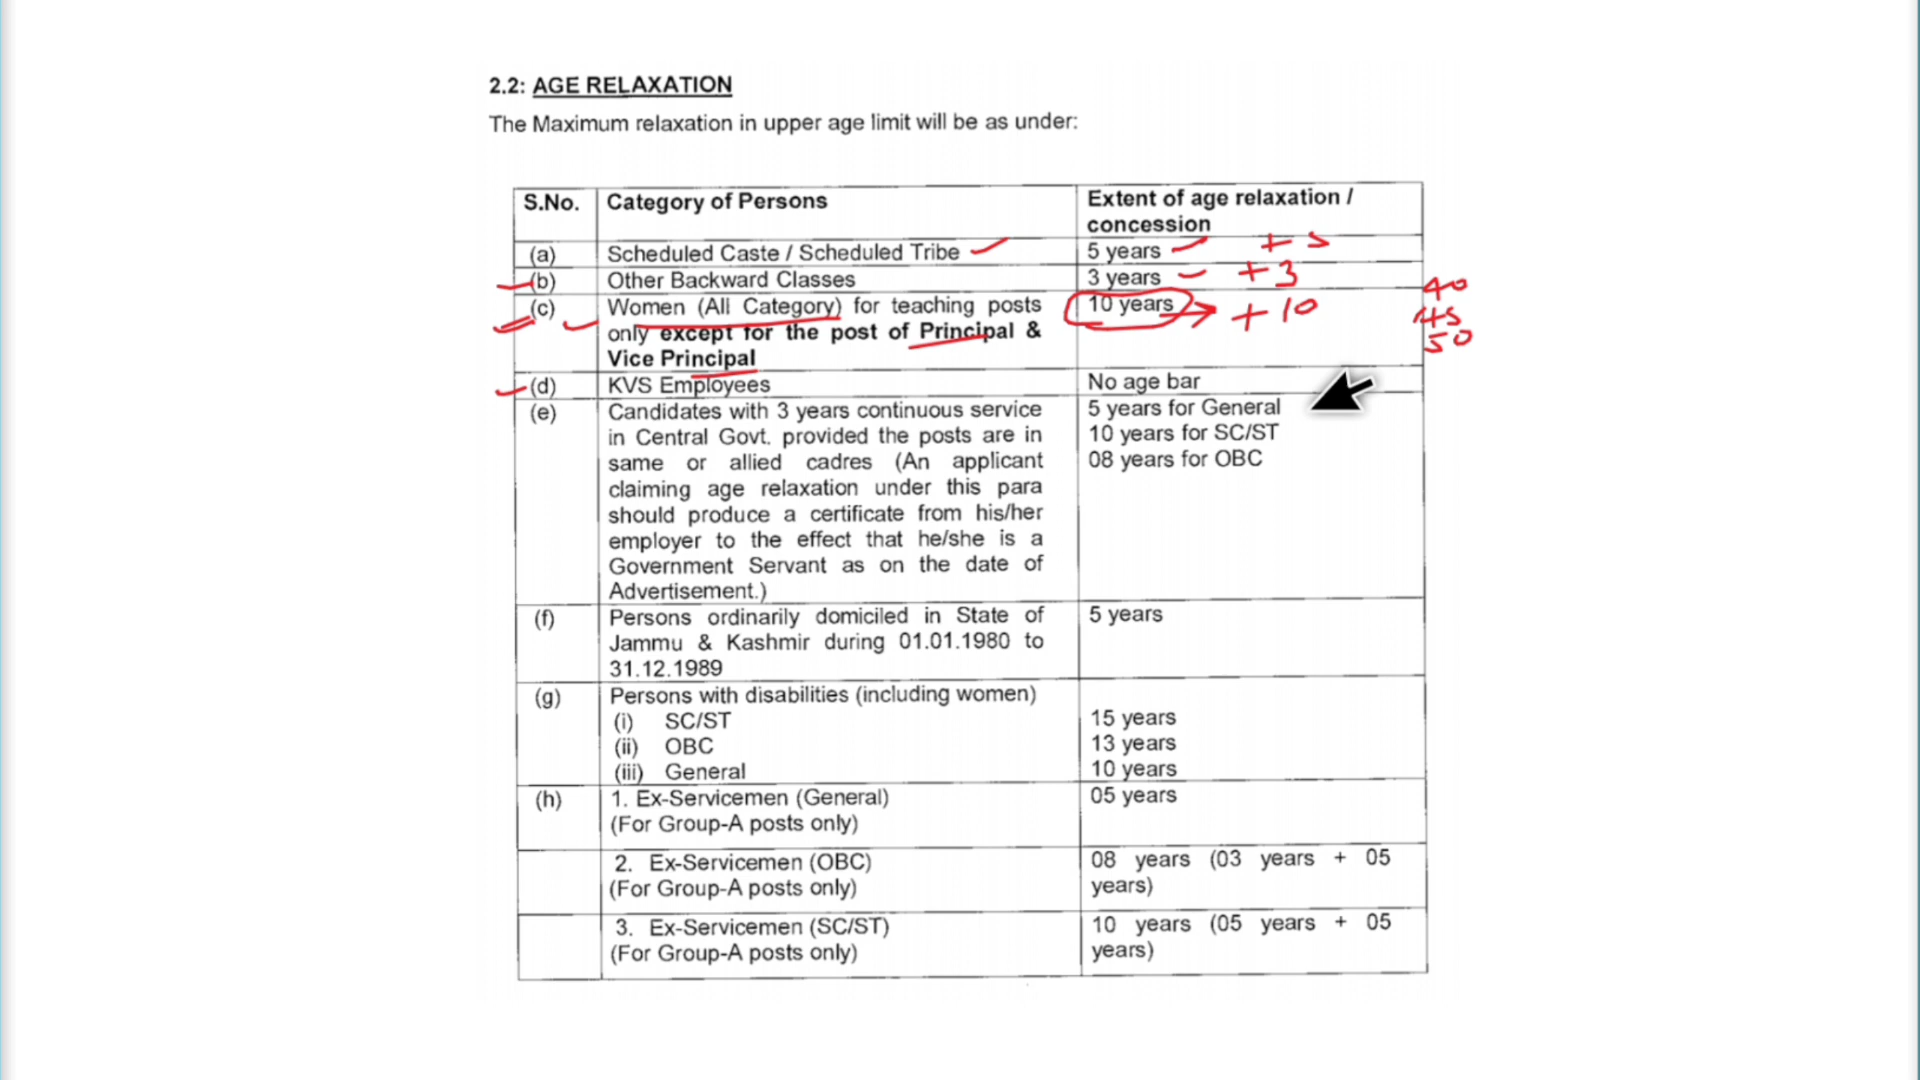 2.2: AGE RELAXATION
The Maximum relaxation in upper age limit will be as under:
S.No. Category of Persons Extent of age relaxation /
concession
(a) Scheduled Caste / Scheduled Tribe 5 years + 5
(b) Other Backward Classes 3 years + 3
(c) Women (All Category) for teaching posts 10 years + 10
only except for the post of Principal &
Vice Principal
40
45
50
(d) KVS Employees No age bar
(e) Candidates with 3 years continuous service 5 years for General
in Central Govt. provided the posts are in 10 years for SC/ST
same or allied cadres (An applicant 08 years for OBC
claiming age relaxation under this para
should produce a certificate from his/her
employer to the effect that he/she is a
Government Servant as on the date of
Advertisement.)
(f) Persons ordinarily domiciled in State of 5 years
Jammu & Kashmir during 01.01.1980 to
31.12.1989
(g) Persons with disabilities (including women)
(i) SC/ST 15 years
(ii) OBC 13 years
(iii) General 10 years
(h) 1. Ex-Servicemen (General) 05 years
(For Group-A posts only)
2. Ex-Servicemen (OBC) 08 years (03 years + 05
(For Group-A posts only) years)
3. Ex-Servicemen (SC/ST) 10 years (05 years + 05
(For Group-A posts only) years)